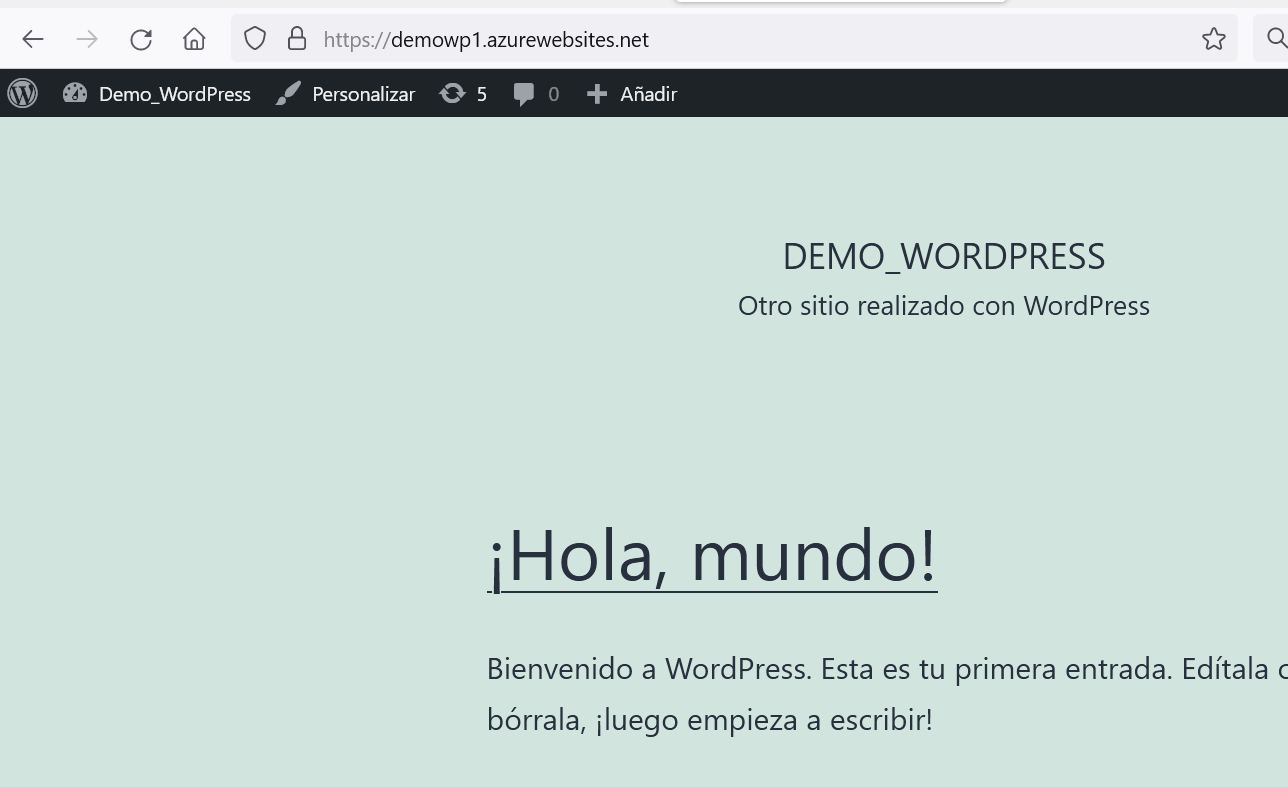 https://demowp1.azurewebsites.net
Demo_WordPress Personalizar 5 0 Añadir
DEMO_WORDPRESS
Otro sitio realizado con WordPress
¡Hola, mundo!
Bienvenido a WordPress. Esta es tu primera entrada. Edítala
bórrala, ¡luego empieza a escribir!